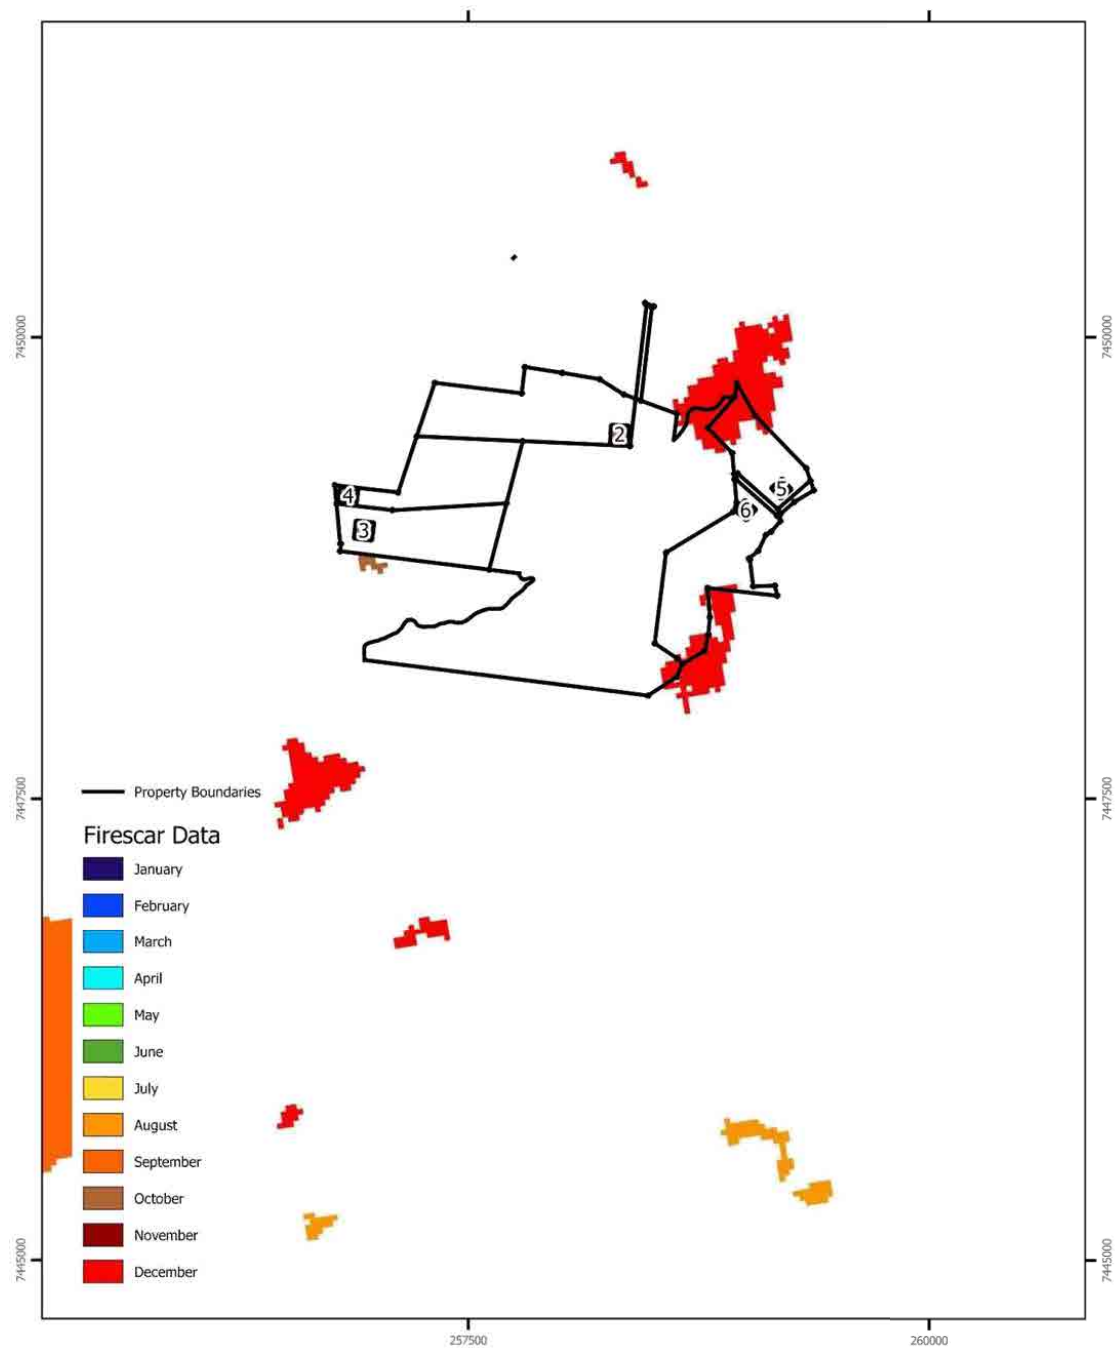 7450000
7450000
2
5
4
6
3
7447500
7447500
Property Boundaries
Firescar Data
January
February
March
April
May
June
July
August
September
October
November
December
7445000
7445000
257500
260000